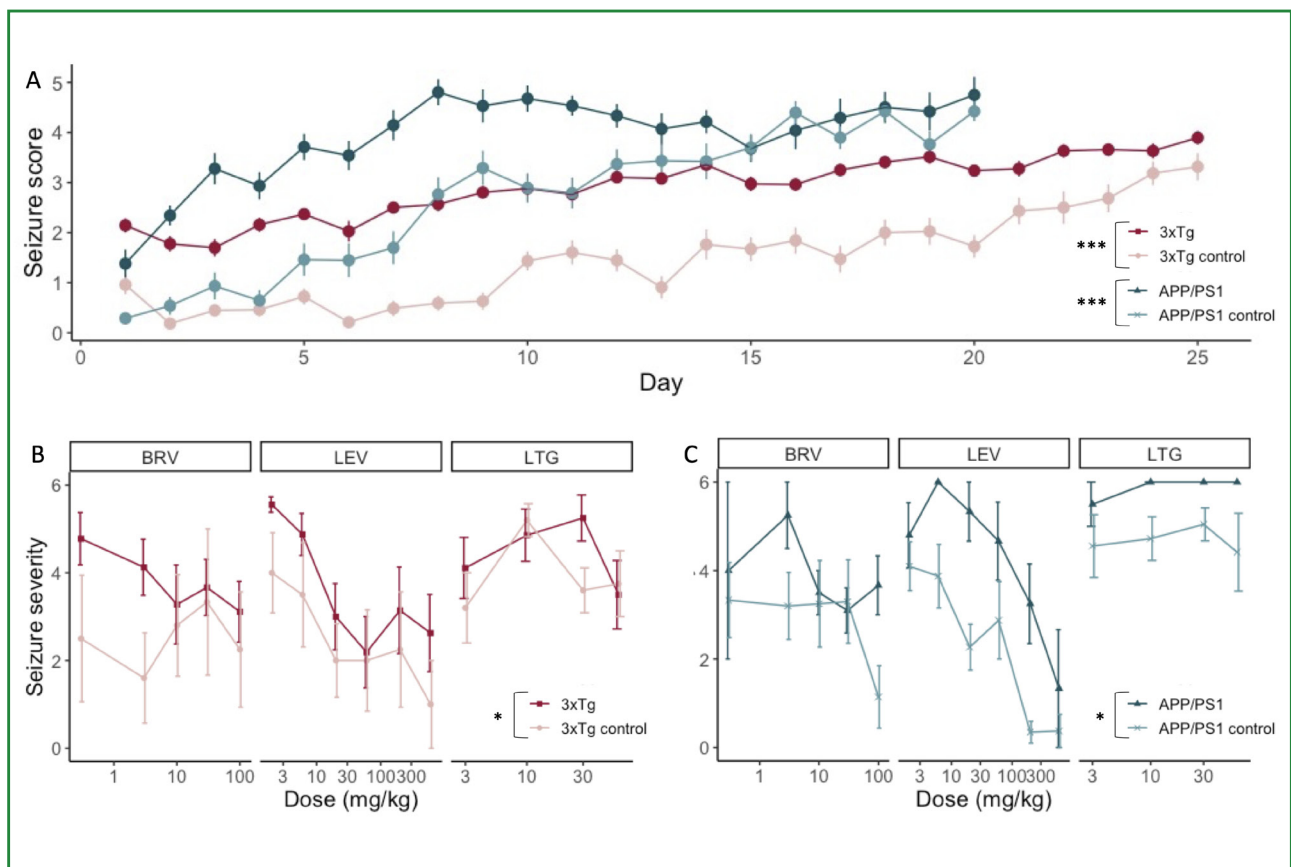 A
Seizure score
5
4
3
2
1
0
0 5 10 15 20 25
Day
*** 3xTg
3xTg control
*** APP/PS1
APP/PS1 control
B
BRV LEV LTG
Seizure severity
6
4
2
0
1 10 100 3 10 30 100 300 3 10 30
Dose (mg/kg)
* 3xTg
3xTg control
C
BRV LEV LTG
6
4
2
0
1 10 100 3 10 30 100 300 3 10 30
Dose (mg/kg)
* APP/PS1
APP/PS1 control